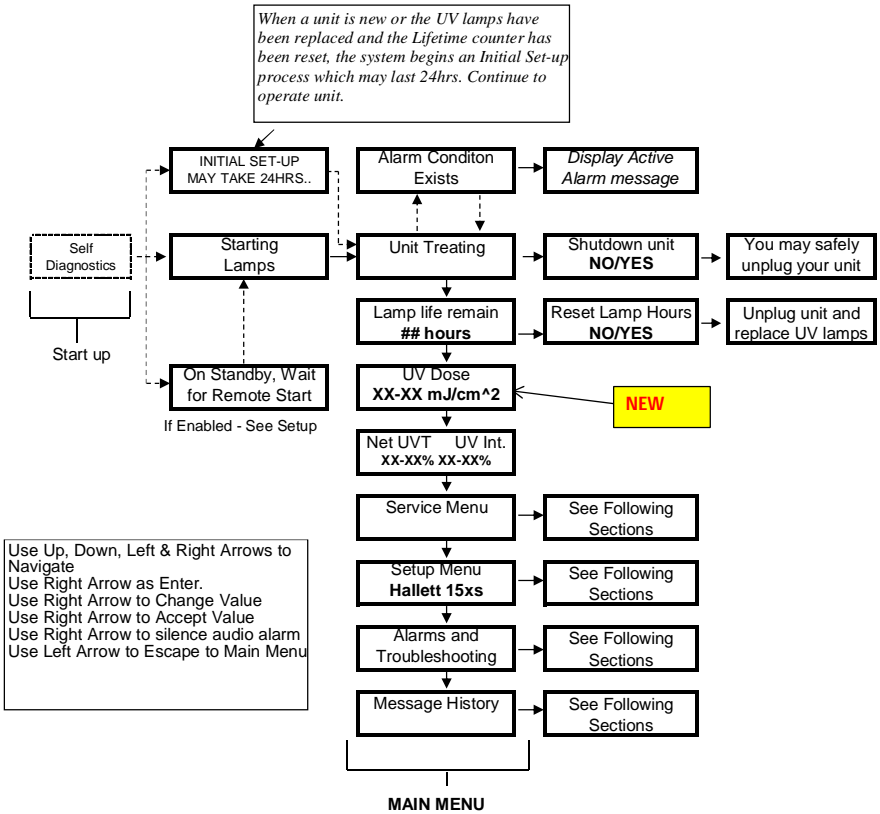 When a unit is new or the UV lamps have
been replaced and the Lifetime counter has
been reset, the system begins an Initial Set-up
process which may last 24hrs. Continue to
operate unit.
INITIAL SET-UP
MAY TAKE 24HRS..
Alarm Conditon
Exists
Display Active
Alarm message
Self
Diagnostics
Starting
Lamps
Unit Treating
Shutdown unit
NO/YES
You may safely
unplug your unit
Start up
Lamp life remain
## hours
Reset Lamp Hours
NO/YES
Unplug unit and
replace UV lamps
On Standby, Wait
for Remote Start
If Enabled - See Setup
UV Dose
XX-XX mJ/cm^2
NEW
Net UVT UV Int.
XX-XX% XX-XX%
Service Menu
See Following
Sections
Use Up, Down, Left & Right Arrows to
Navigate
Use Right Arrow as Enter.
Use Right Arrow to Change Value
Use Right Arrow to Accept Value
Use Right Arrow to silence audio alarm
Use Left Arrow to Escape to Main Menu
Setup Menu
Hallett 15xs
See Following
Sections
Alarms and
Troubleshooting
See Following
Sections
Message History
See Following
Sections
MAIN MENU